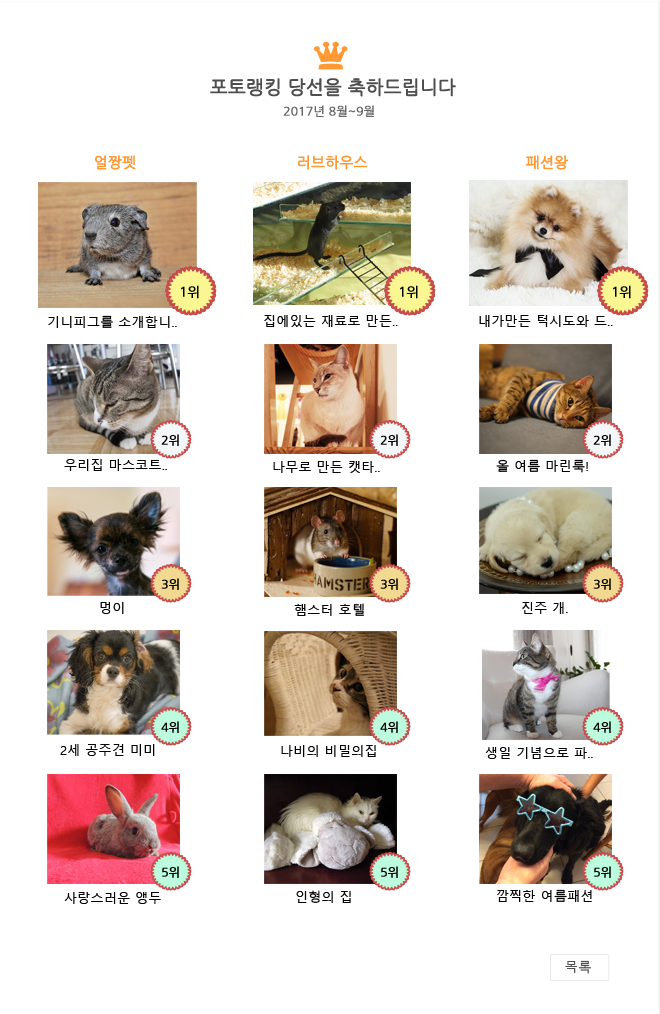 포토랭킹 당선을 축하드립니다
2017년 8월~9월
얼짱펫
러브하우스
패션왕
1위
1위
1위
기니피그를 소개합니..
집에있는 재료로 만든..
내가만든 턱시도와 드..
2위
2위
2위
우리집 마스코트..
나무로 만든 캣타..
올 여름 마린룩!
HAMSTER
3위
3위
3위
멍이
햄스터 호텔
진주 개.
4위
4위
4위
2세 공주견 미미
나비의 비밀의집
생일 기념으로 파..
5위
5위
5위
사랑스러운 앵두
인형의 집
깜찍한 여름패션
목록